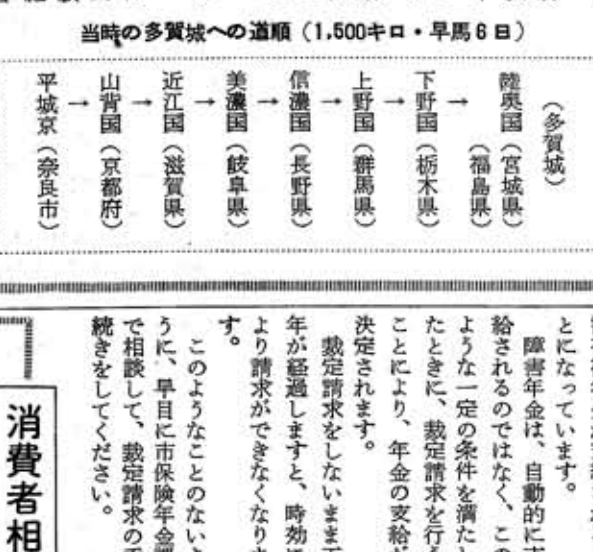 当時の多賀城への道順（1.500キロ・早馬6日）
平城京（奈良市）
→
山背国（京都府）
→
近江国（滋賀県）
→
美濃国（岐阜県）
→
信濃国（長野県）
→
上野国（群馬県）
→
下野国（栃木県）
→
陸奥国（宮城県）
（福島県）
（多賀城）
とになっています。
障害年金は、自動的に
給されるのではなく、この
ような一定の条件を満た
たときに、裁定請求を行
ことにより、年金の支給が
決定されます。
裁定請求をしないまま
年が経過しますと、時効に
より請求ができなくなりま
す。
このようなことのないよ
うに、早目に市保険年金
で相談して、裁定請求の手
続きをしてください。
消費者相